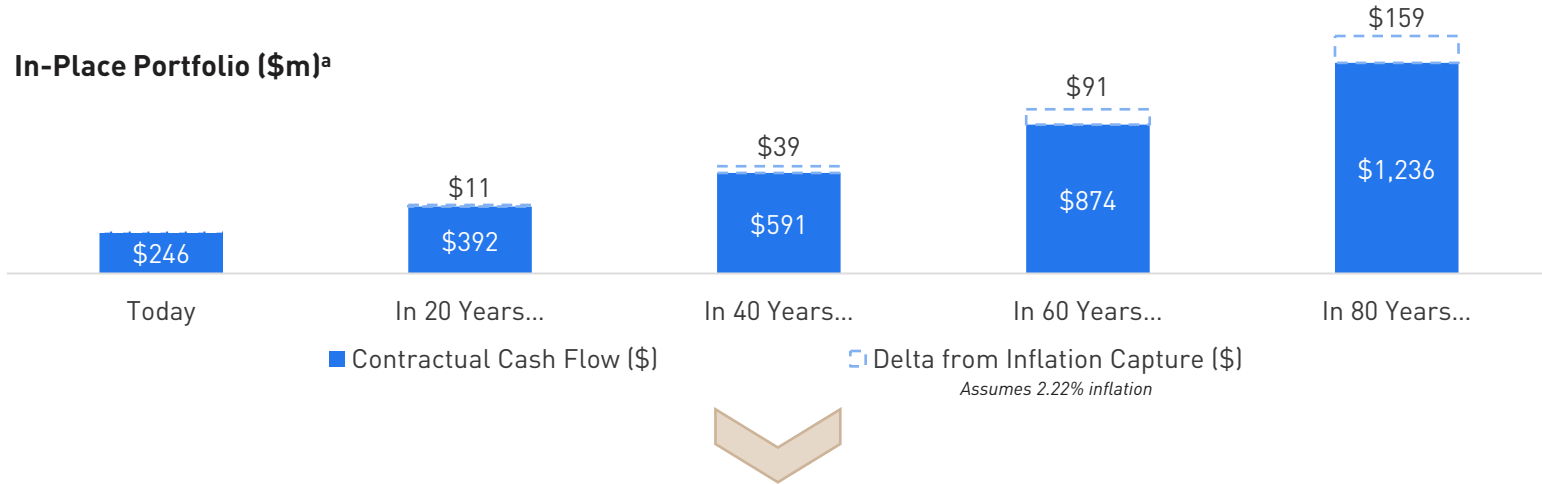 In-Place Portfolio ($m)ᵃ
$11
$39
$91
$159
$246
$392
$591
$874
$1,236
Today
In 20 Years...
In 40 Years...
In 60 Years...
In 80 Years...
Contractual Cash Flow ($)
Delta from Inflation Capture ($)
Assumes 2.22% inflation